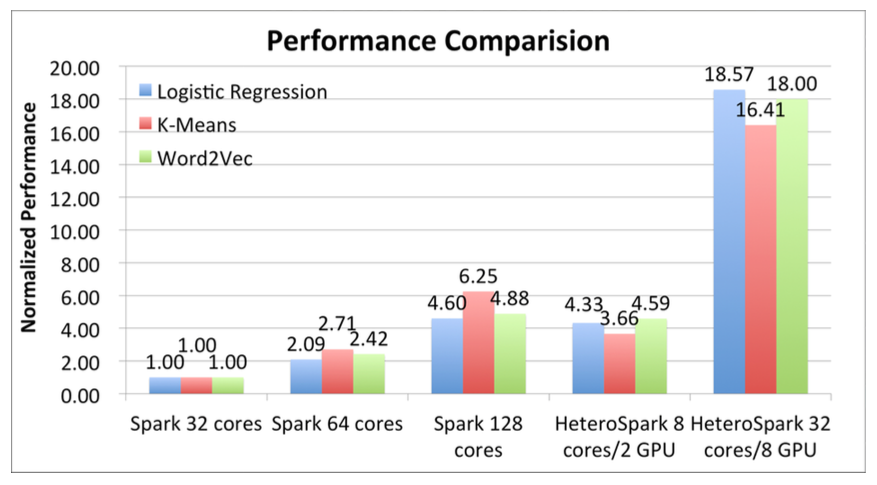 Performance Comparision
Normalized Performance
20.00
18.00
16.00
14.00
12.00
10.00
8.00
6.00
4.00
2.00
0.00
Logistic Regression
K-Means
Word2Vec
1.00
1.00
1.00
2.09
2.71
2.42
4.60
6.25
4.88
4.33
3.66
4.59
18.57
16.41
18.00
Spark 32 cores
Spark 64 cores
Spark 128
cores
HeteroSpark 8
cores/2 GPU
HeteroSpark 32
cores/8 GPU